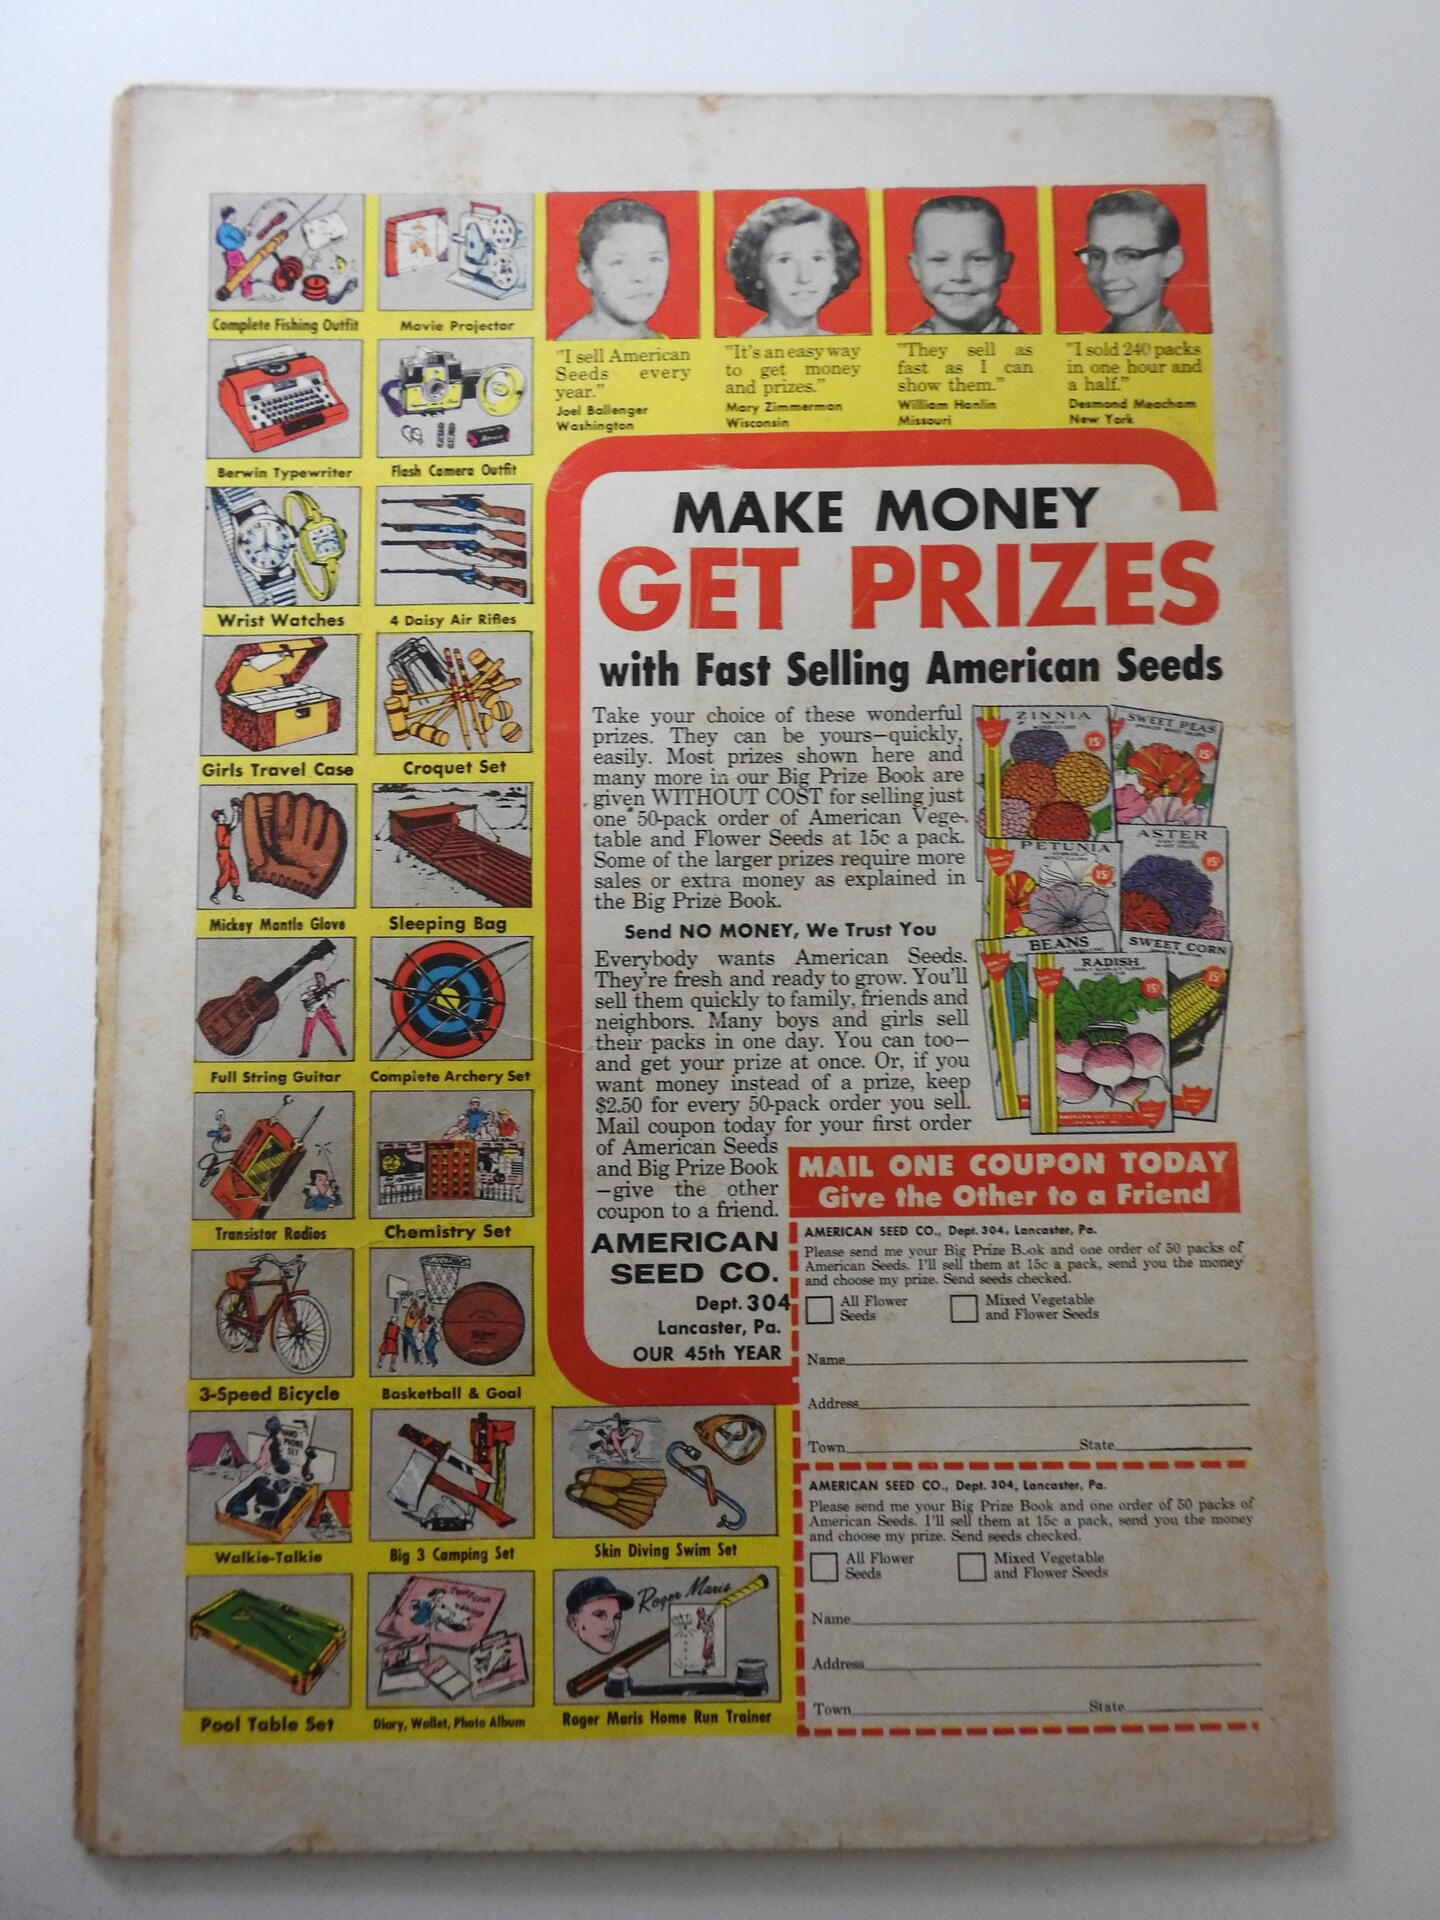 Complete Fishing Outfit
Movie Projector
Berwin Typewriter
Flash Camera Outfit
Wrist Watches
4 Daisy Air Rifles
Girls Travel Case
Croquet Set
Mickey Mantle Glove
Sleeping Bag
Full String Guitar
Complete Archery Set
Transistor Radios
Chemistry Set
3-Speed Bicycle
Basketball & Goal
HAND
PHONE
SET
Walkie-Talkie
Big 3 Camping Set
Skin Diving Swim Set
Pool Table Set
Diary, Wallet, Photo Album
Roger Maris
Roger Maris Home Run Trainer
"I sell American
Seeds every
year."
Joel Ballenger
Washington
"It's an easy way
to get money
and prizes."
Mary Zimmerman
Wisconsin
"They sell as
fast as I can
show them."
William Hanlin
Missouri
"I sold 240 packs
in one hour and
a half."
Desmond Meacham
New York
MAKE MONEY
GET PRIZES
with Fast Selling American Seeds
Take your choice of these wonderful
prizes. They can be yours—quickly,
easily. Most prizes shown here and
many more in our Big Prize Book are
given WITHOUT COST for selling just
one 50-pack order of American Vege-
table and Flower Seeds at 15c a pack.
Some of the larger prizes require more
sales or extra money as explained in
the Big Prize Book.
Send NO MONEY, We Trust You
Everybody wants American Seeds.
They're fresh and ready to grow. You'll
sell them quickly to family, friends and
neighbors. Many boys and girls sell
their packs in one day. You can too—
and get your prize at once. Or, if you
want money instead of a prize, keep
$2.50 for every 50-pack order you sell.
Mail coupon today for your first order
of American Seeds
and Big Prize Book
—give the other
coupon to a friend.
AMERICAN
SEED CO.
Dept. 304
Lancaster, Pa.
OUR 45th YEAR
ZINNIA
15¢
SWEET PEAS
15¢
PETUNIA
15¢
ASTER
15¢
BEANS
SWEET CORN
15¢
RADISH
15¢
MAIL ONE COUPON TODAY
Give the Other to a Friend
AMERICAN SEED CO., Dept. 304, Lancaster, Pa.
Please send me your Big Prize Book and one order of 50 packs of
American Seeds. I'll sell them at 15c a pack, send you the money
and choose my prize. Send seeds checked.
All Flower
Seeds
Mixed Vegetable
and Flower Seeds
Name
Address
Town State
AMERICAN SEED CO., Dept. 304, Lancaster, Pa.
Please send me your Big Prize Book and one order of 50 packs of
American Seeds. I'll sell them at 15c a pack, send you the money
and choose my prize. Send seeds checked.
All Flower
Seeds
Mixed Vegetable
and Flower Seeds
Name
Address
Town State